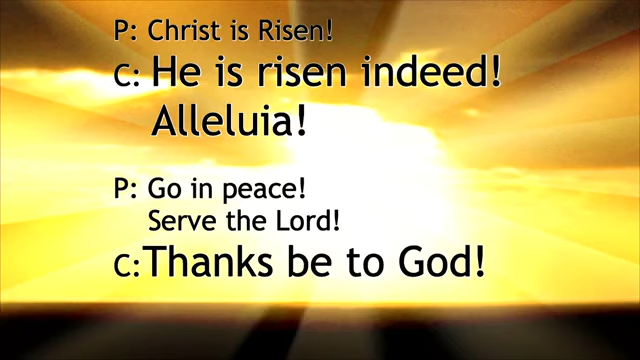 P: Christ is Risen!
C: He is risen indeed!
Alleluia!
P: Go in peace!
Serve the Lord!
C:Thanks be to God!